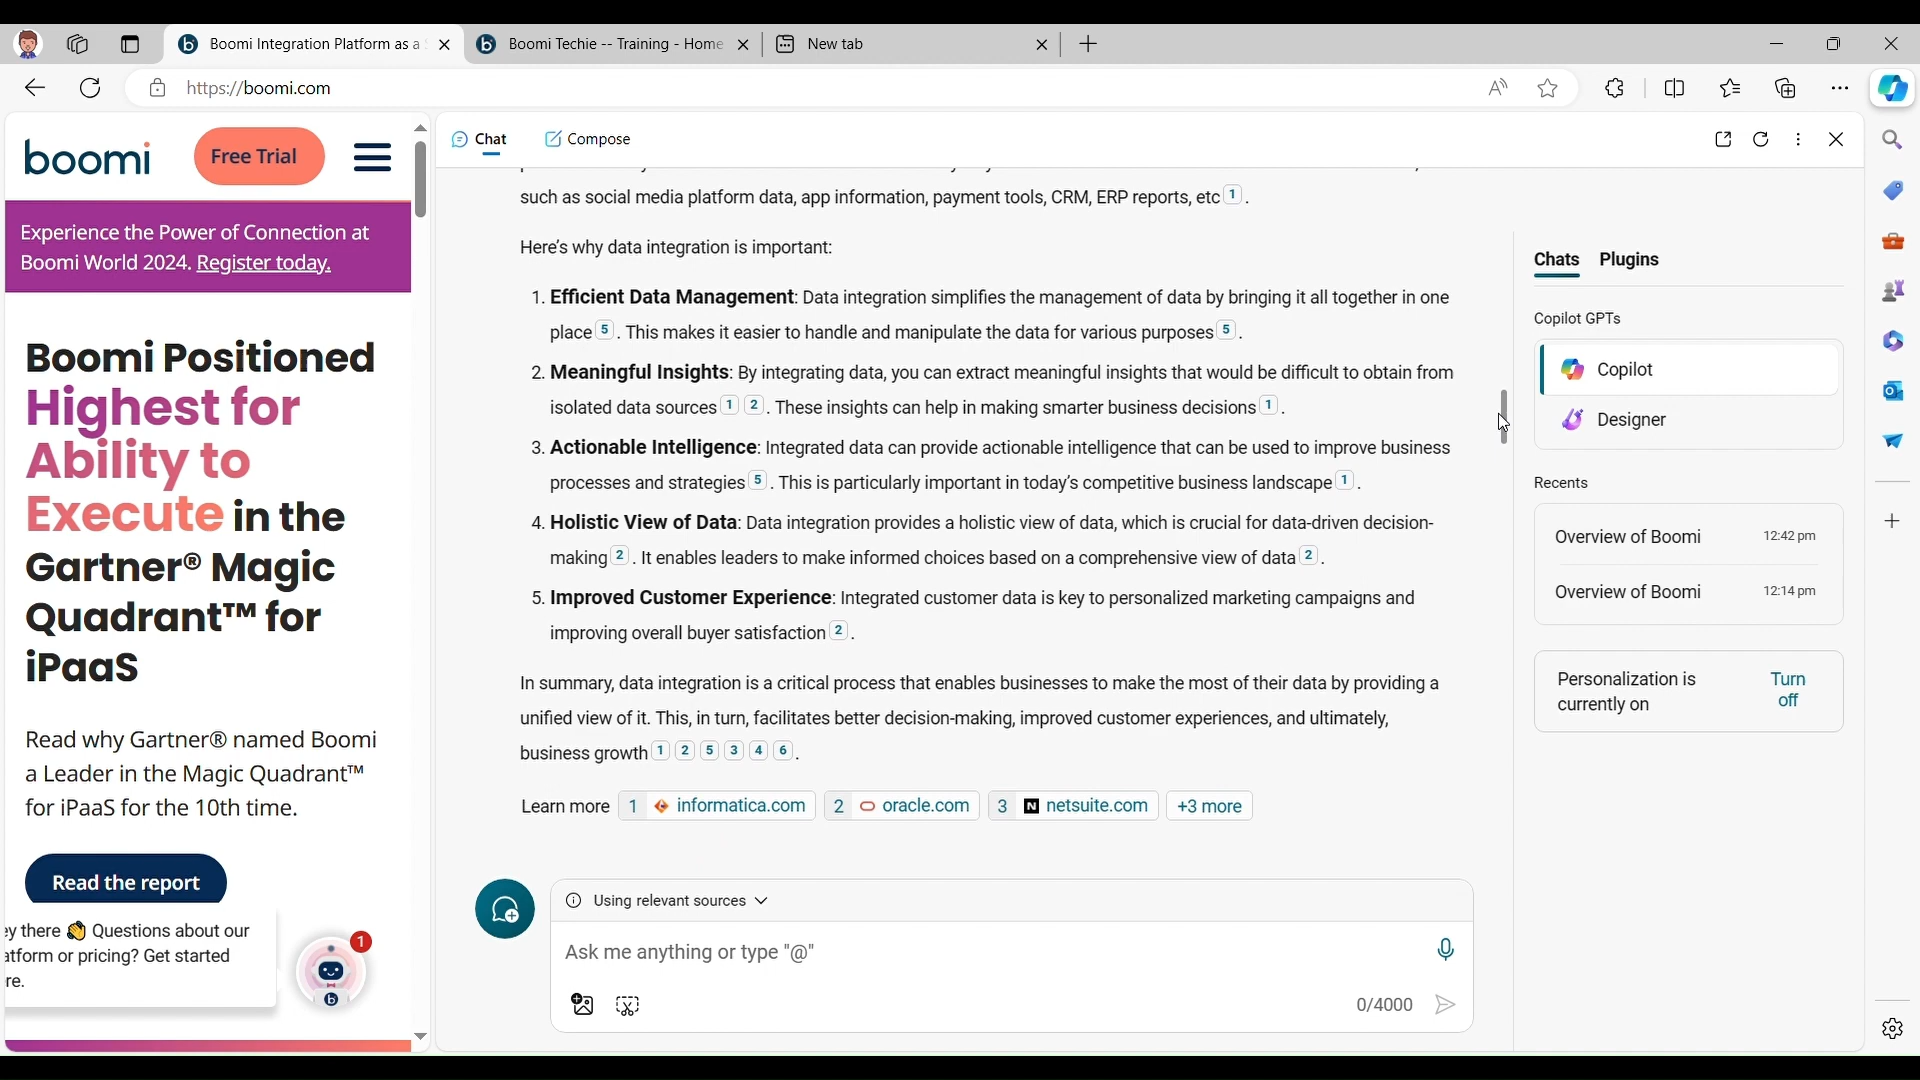 Boomi Integration Platform as a
Boomi Techie -- Training - Home
New tab
https://boomi.com
boomi
Free Trial
Experience the Power of Connection at
Boomi World 2024. Register today.
Boomi Positioned
Highest for
Ability to
Execute in the
Gartner® Magic
Quadrant™ for
iPaaS
Read why Gartner® named Boomi
a Leader in the Magic Quadrant™
for iPaaS for the 10th time.
Read the report
ey there 👋 Questions about our
atform or pricing? Get started
re.
1
Chat
Compose
such as social media platform data, app information, payment tools, CRM, ERP reports, etc 1 .
Here's why data integration is important:
1. Efficient Data Management: Data integration simplifies the management of data by bringing it all together in one
place 5 . This makes it easier to handle and manipulate the data for various purposes 5 .
2. Meaningful Insights: By integrating data, you can extract meaningful insights that would be difficult to obtain from
isolated data sources 1 2 . These insights can help in making smarter business decisions 1 .
3. Actionable Intelligence: Integrated data can provide actionable intelligence that can be used to improve business
processes and strategies 5 . This is particularly important in today's competitive business landscape 1 .
4. Holistic View of Data: Data integration provides a holistic view of data, which is crucial for data-driven decision-
making 2 . It enables leaders to make informed choices based on a comprehensive view of data 2 .
5. Improved Customer Experience: Integrated customer data is key to personalized marketing campaigns and
improving overall buyer satisfaction 2 .
In summary, data integration is a critical process that enables businesses to make the most of their data by providing a
unified view of it. This, in turn, facilitates better decision-making, improved customer experiences, and ultimately,
business growth 1 2 5 3 4 6 .
Learn more 1 informatica.com 2 oracle.com 3 netsuite.com +3 more
Using relevant sources
Ask me anything or type "@"
0/4000
Chats Plugins
Copilot GPTs
Copilot
Designer
Recents
Overview of Boomi 12:42 pm
Overview of Boomi 12:14 pm
Personalization is Turn
currently on off